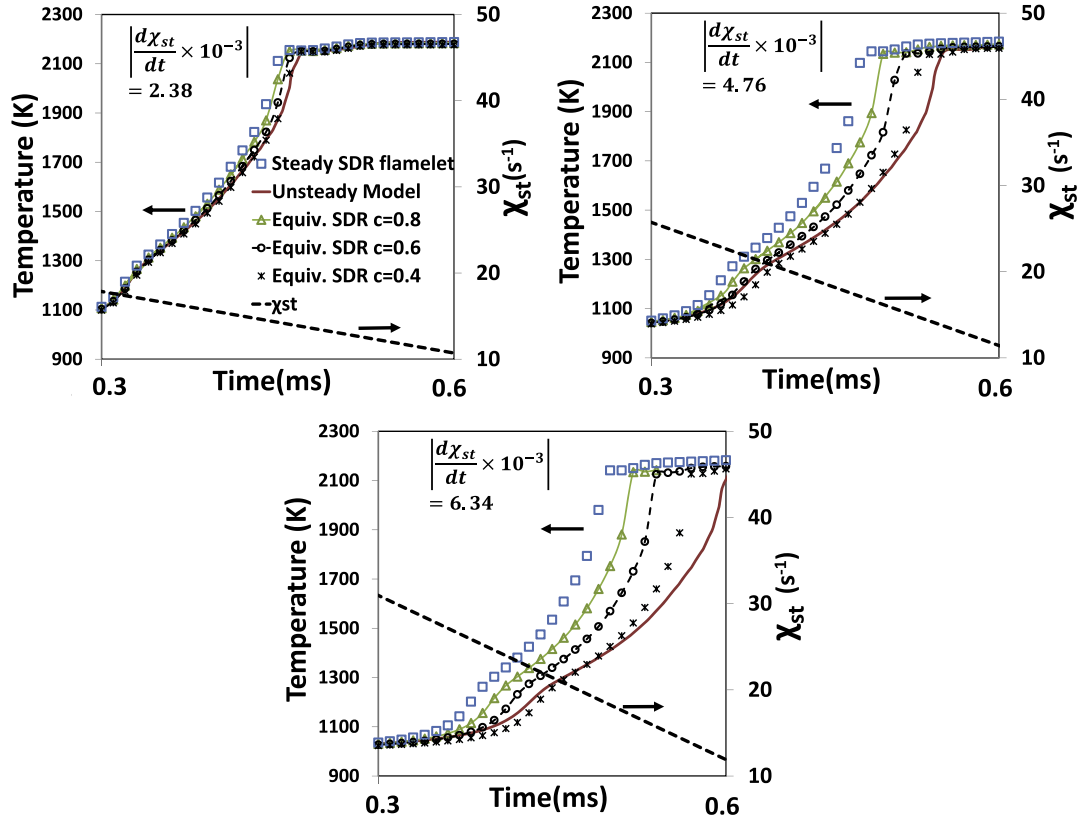 2300
2100
1900
1700
1500
1300
1100
900
Temperature (K)
|dχst/dt × 10⁻³|
= 2.38
Steady SDR flamelet
Unsteady Model
Equiv. SDR c=0.8
Equiv. SDR c=0.6
Equiv. SDR c=0.4
χst
50
40
30
20
10
χst (s⁻¹)
0.3
Time(ms)
0.6
2300
2100
1900
1700
1500
1300
1100
900
Temperature (K)
|dχst/dt × 10⁻³|
= 4.76
50
40
30
20
10
χst (s⁻¹)
0.3
Time(ms)
0.6
2300
2100
1900
1700
1500
1300
1100
900
Temperature (K)
|dχst/dt × 10⁻³|
= 6.34
50
40
30
20
10
χst (s⁻¹)
0.3
Time(ms)
0.6